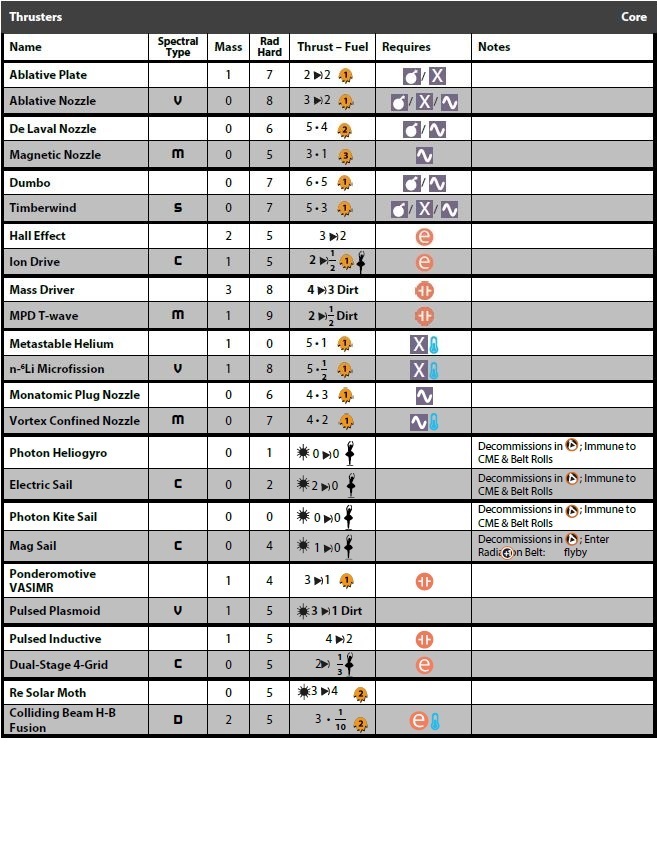 Thrusters Core
Name Spectral Type Mass Rad Hard Thrust – Fuel Requires Notes
Ablative Plate 1 7 2 ▸) 2 1 / X
Ablative Nozzle V 0 8 3 ▸) 2 1 / X /
De Laval Nozzle 0 6 5 • 4 2 /
Magnetic Nozzle M 0 5 3 • 1 3
Dumbo 0 7 6 • 5 1 /
Timberwind S 0 7 5 • 3 1 / X /
Hall Effect 2 5 3 ▸) 2 e
Ion Drive C 1 5 2 ▸) 1/2 1 e
Mass Driver 3 8 4 ▸) 3 Dirt
MPD T-wave M 1 9 2 ▸) 1/2 Dirt
Metastable Helium 1 0 5 • 1 1 X
n-⁶Li Microfission V 1 8 5 • 1/2 1 X
Monatomic Plug Nozzle 0 6 4 • 3 1
Vortex Confined Nozzle M 0 7 4 • 2 1
Photon Heliogyro 0 1 0 ▸) 0 Decommissions in ; Immune to
CME & Belt Rolls
Electric Sail C 0 2 2 ▸) 0 Decommissions in ; Immune to
CME & Belt Rolls
Photon Kite Sail 0 0 0 ▸) 0 Decommissions in ; Immune to
CME & Belt Rolls
Mag Sail C 0 4 1 ▸) 0 Decommissions in ; Enter
Radiation Belt: flyby
Ponderomotive
VASIMR 1 4 3 ▸) 1 1
Pulsed Plasmoid V 1 5 3 ▸) 1 Dirt
Pulsed Inductive 1 5 4 ▸) 2
Dual-Stage 4-Grid C 0 5 2 ▸) 1/3 e
Re Solar Moth 0 5 3 ▸) 4 2
Colliding Beam H-B
Fusion D 2 5 3 • 1/10 2 e